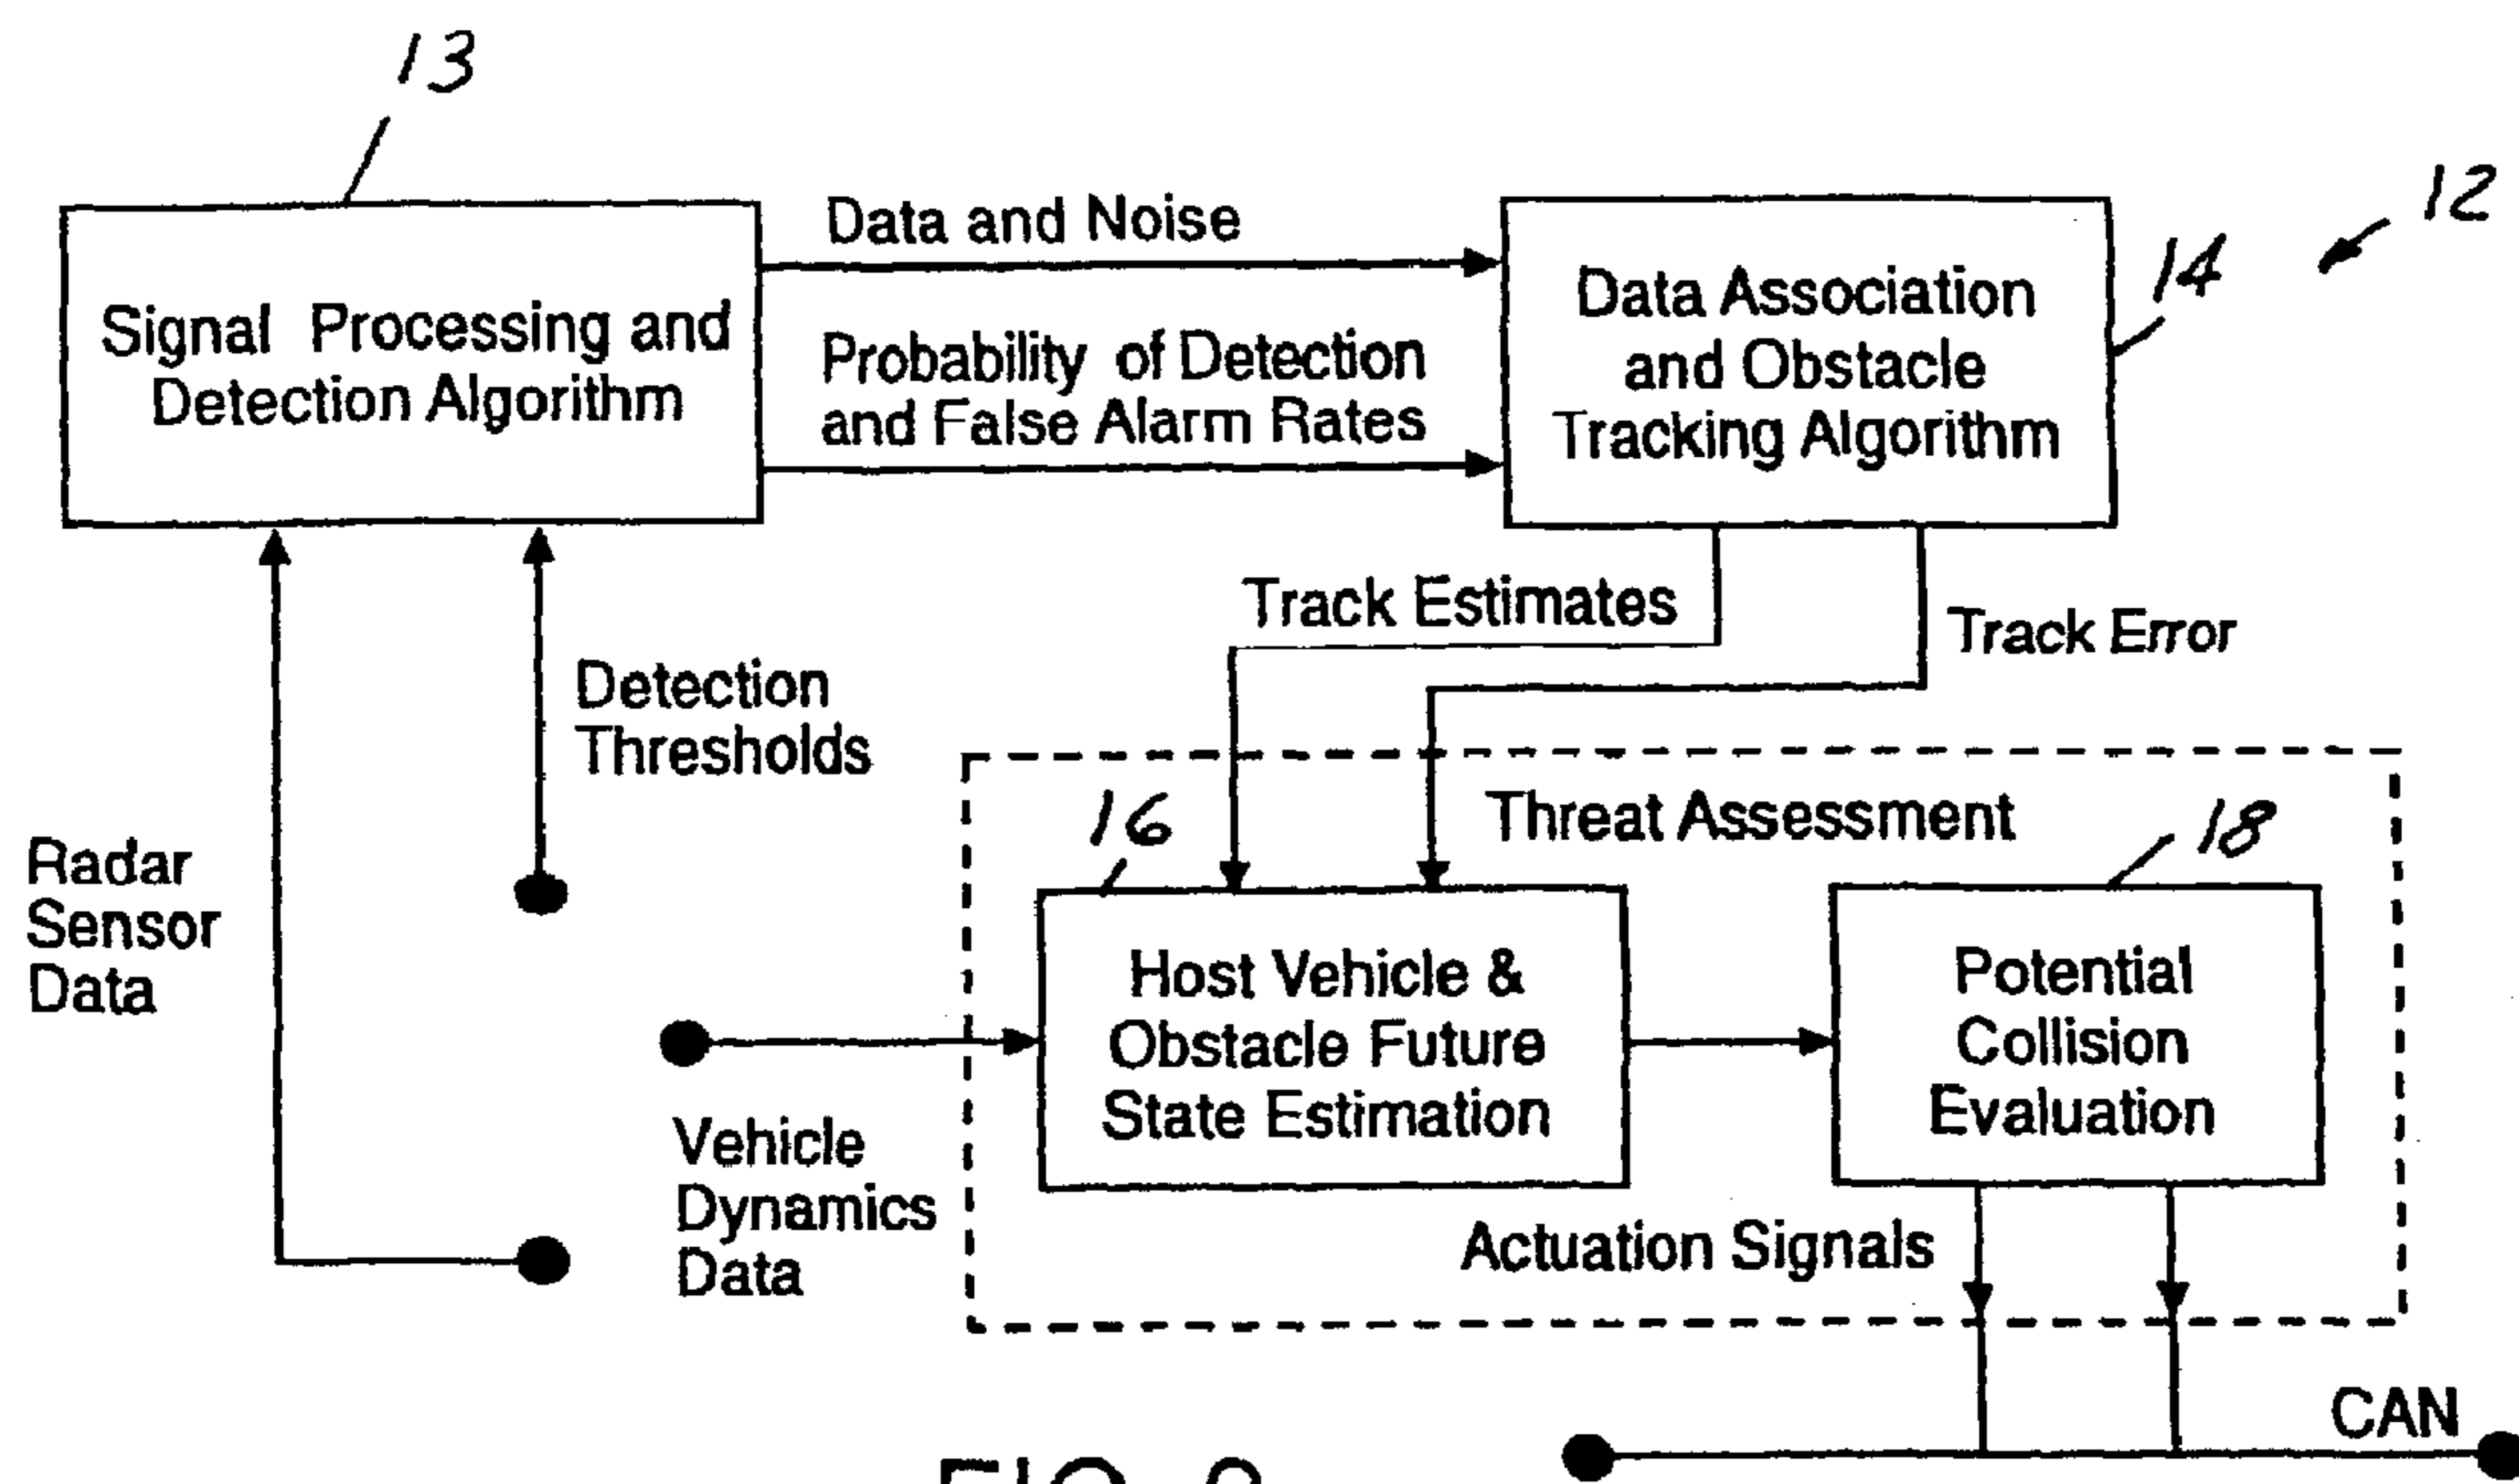 13
12
14
Data and Noise
Signal Processing and
Detection Algorithm
Probability of Detection
and False Alarm Rates
Data Association
and Obstacle
Tracking Algorithm
Track Estimates
Track Error
Detection
Thresholds
Radar
Sensor
Data
16
Threat Assessment
18
Host Vehicle &
Obstacle Future
State Estimation
Potential
Collision
Evaluation
Vehicle
Dynamics
Data
Actuation Signals
CAN